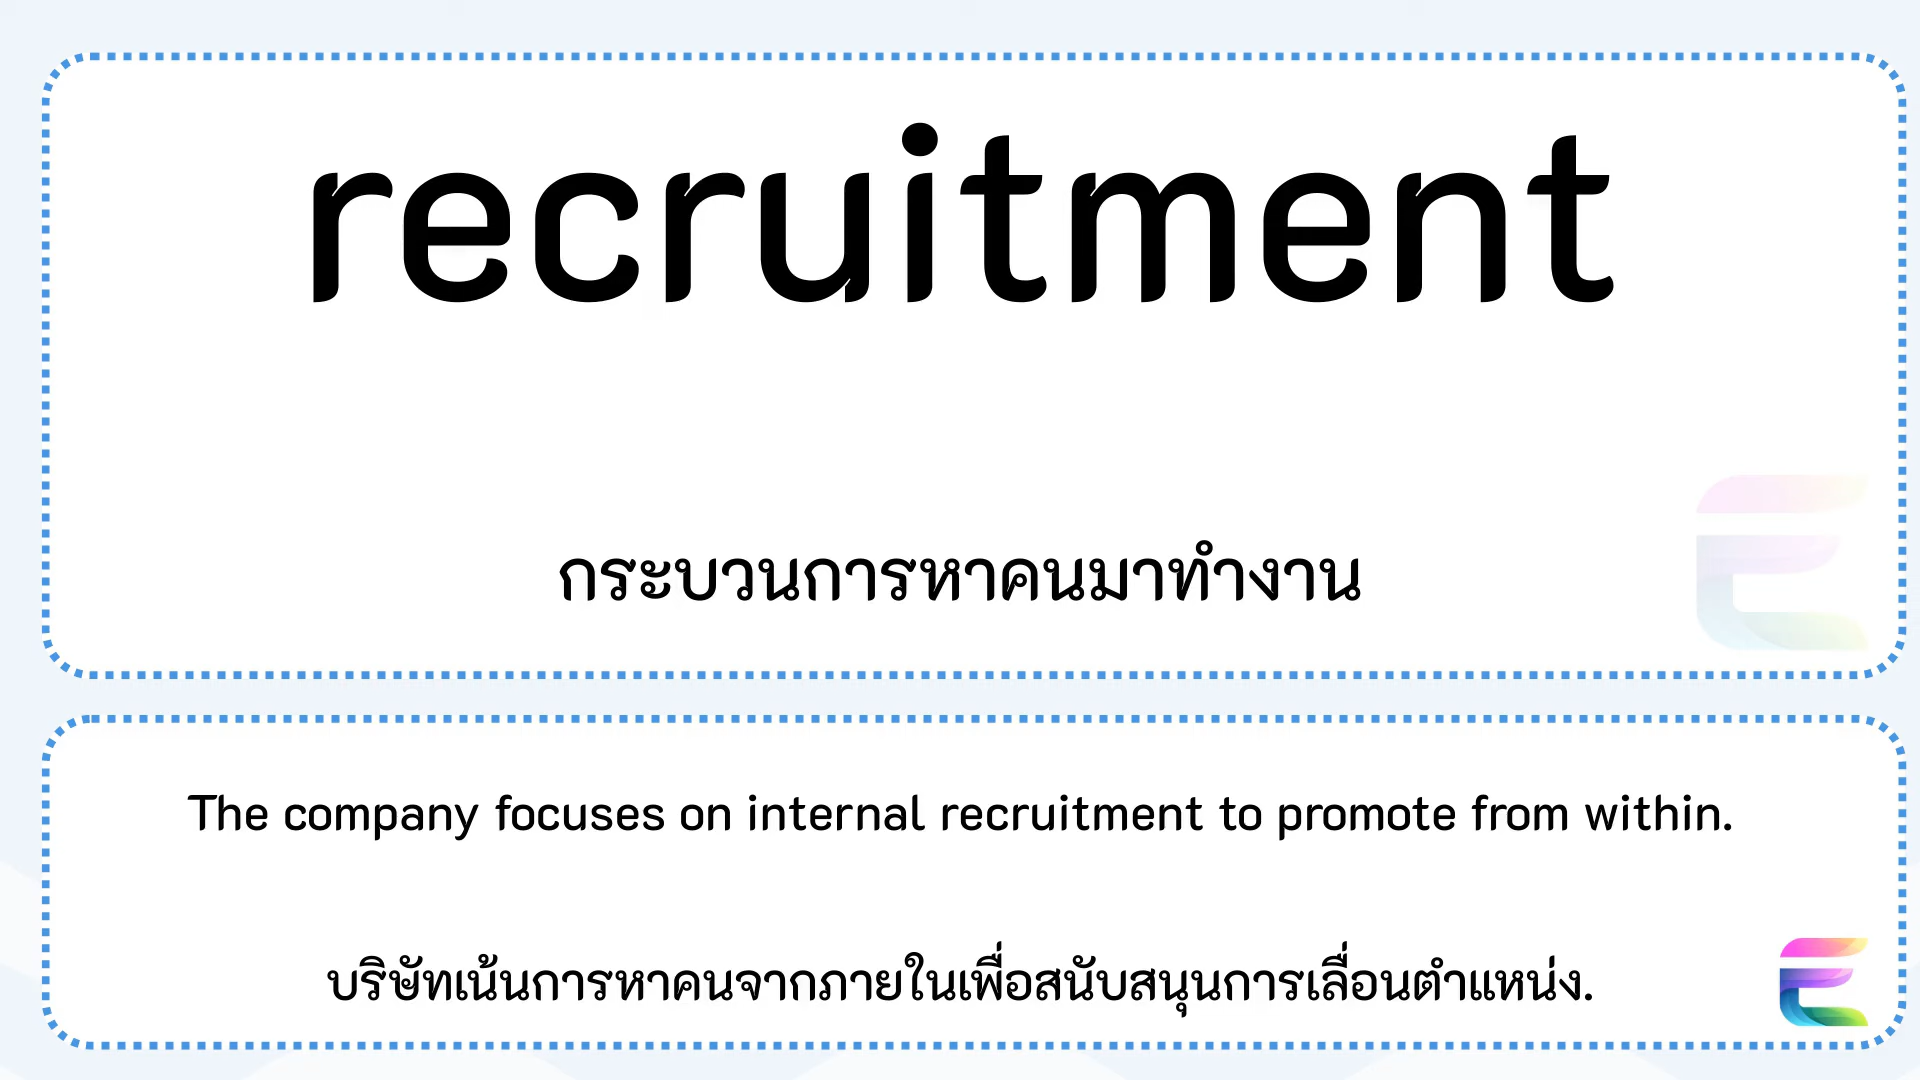 recruitment
กระบวนการหาคนมาทำงาน
The company focuses on internal recruitment to promote from within.
บริษัทเน้นการหาคนจากภายในเพื่อสนับสนุนการเลื่อนตำแหน่ง.